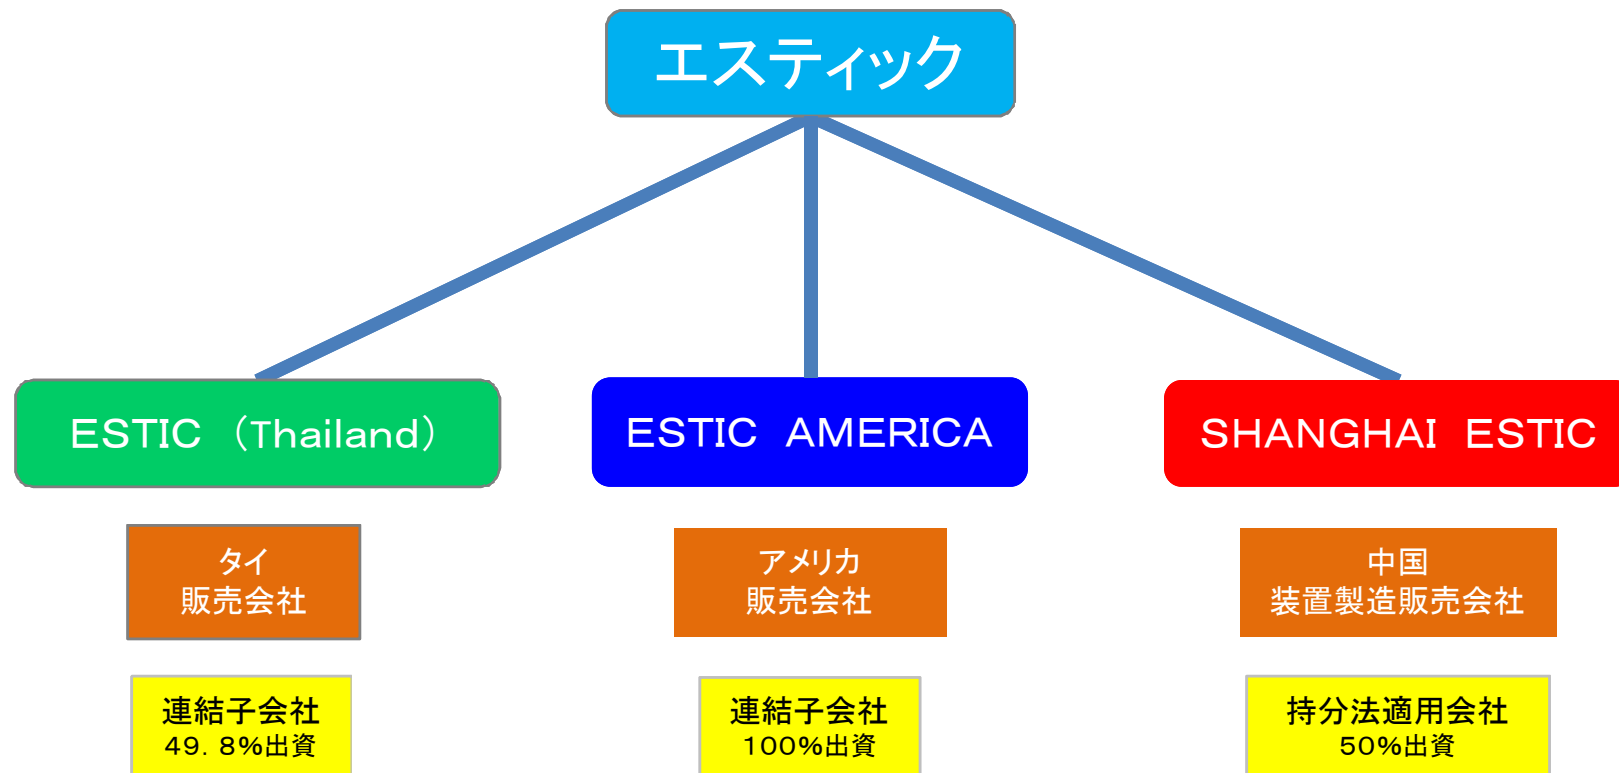 エスティック
ESTIC (Thailand)
ESTIC AMERICA
SHANGHAI ESTIC
タイ
販売会社
アメリカ
販売会社
中国
装置製造販売会社
連結子会社
49.8%出資
連結子会社
100%出資
持分法適用会社
50%出資